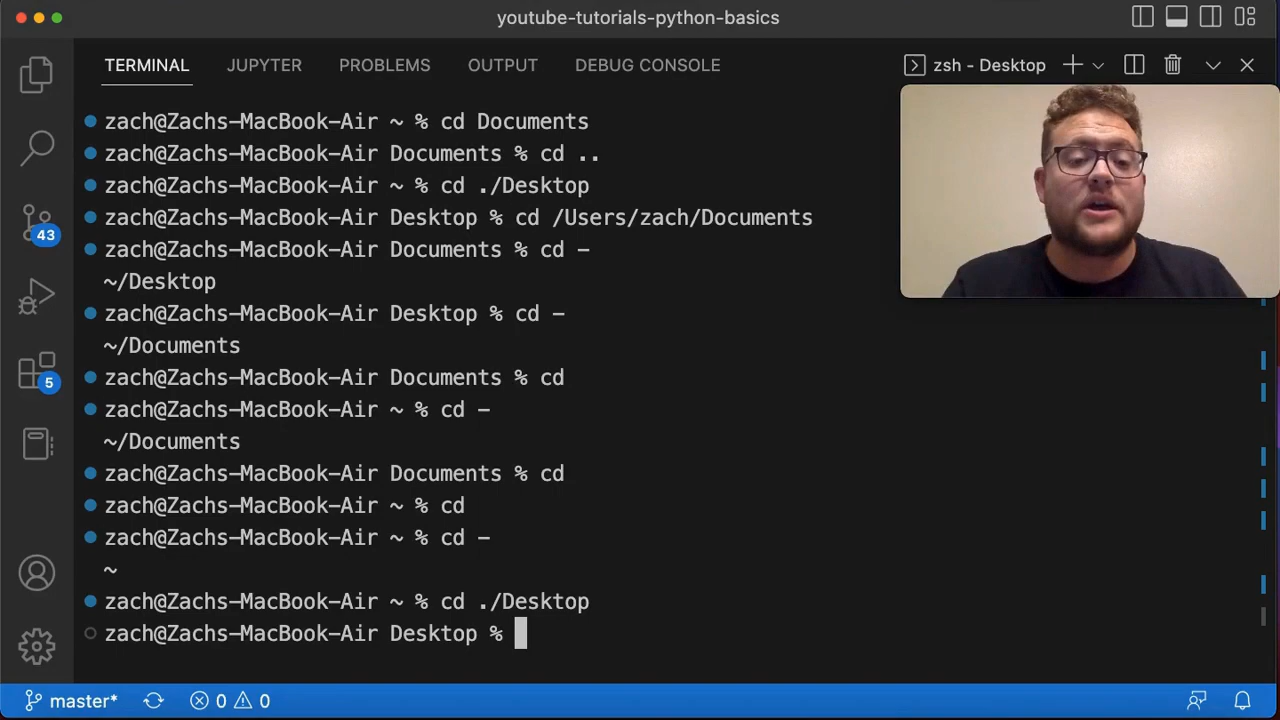 youtube-tutorials-python-basics
TERMINAL JUPYTER PROBLEMS OUTPUT DEBUG CONSOLE zsh - Desktop
zach@Zachs-MacBook-Air ~ % cd Documents
zach@Zachs-MacBook-Air Documents % cd ..
zach@Zachs-MacBook-Air ~ % cd ./Desktop
zach@Zachs-MacBook-Air Desktop % cd /Users/zach/Documents
zach@Zachs-MacBook-Air Documents % cd -
~/Desktop
zach@Zachs-MacBook-Air Desktop % cd -
~/Documents
zach@Zachs-MacBook-Air Documents % cd
zach@Zachs-MacBook-Air ~ % cd -
~/Documents
zach@Zachs-MacBook-Air Documents % cd
zach@Zachs-MacBook-Air ~ % cd
zach@Zachs-MacBook-Air ~ % cd -
~
zach@Zachs-MacBook-Air ~ % cd ./Desktop
zach@Zachs-MacBook-Air Desktop %
43
5
master* 0 0